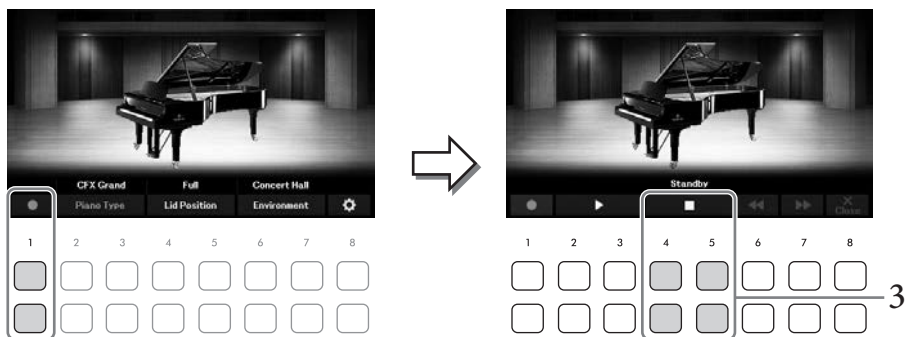 CFX Grand Full Concert Hall
Piano Type Lid Position Environment
1 2 3 4 5 6 7 8
Standby
Close
1 2 3 4 5 6 7 8
3